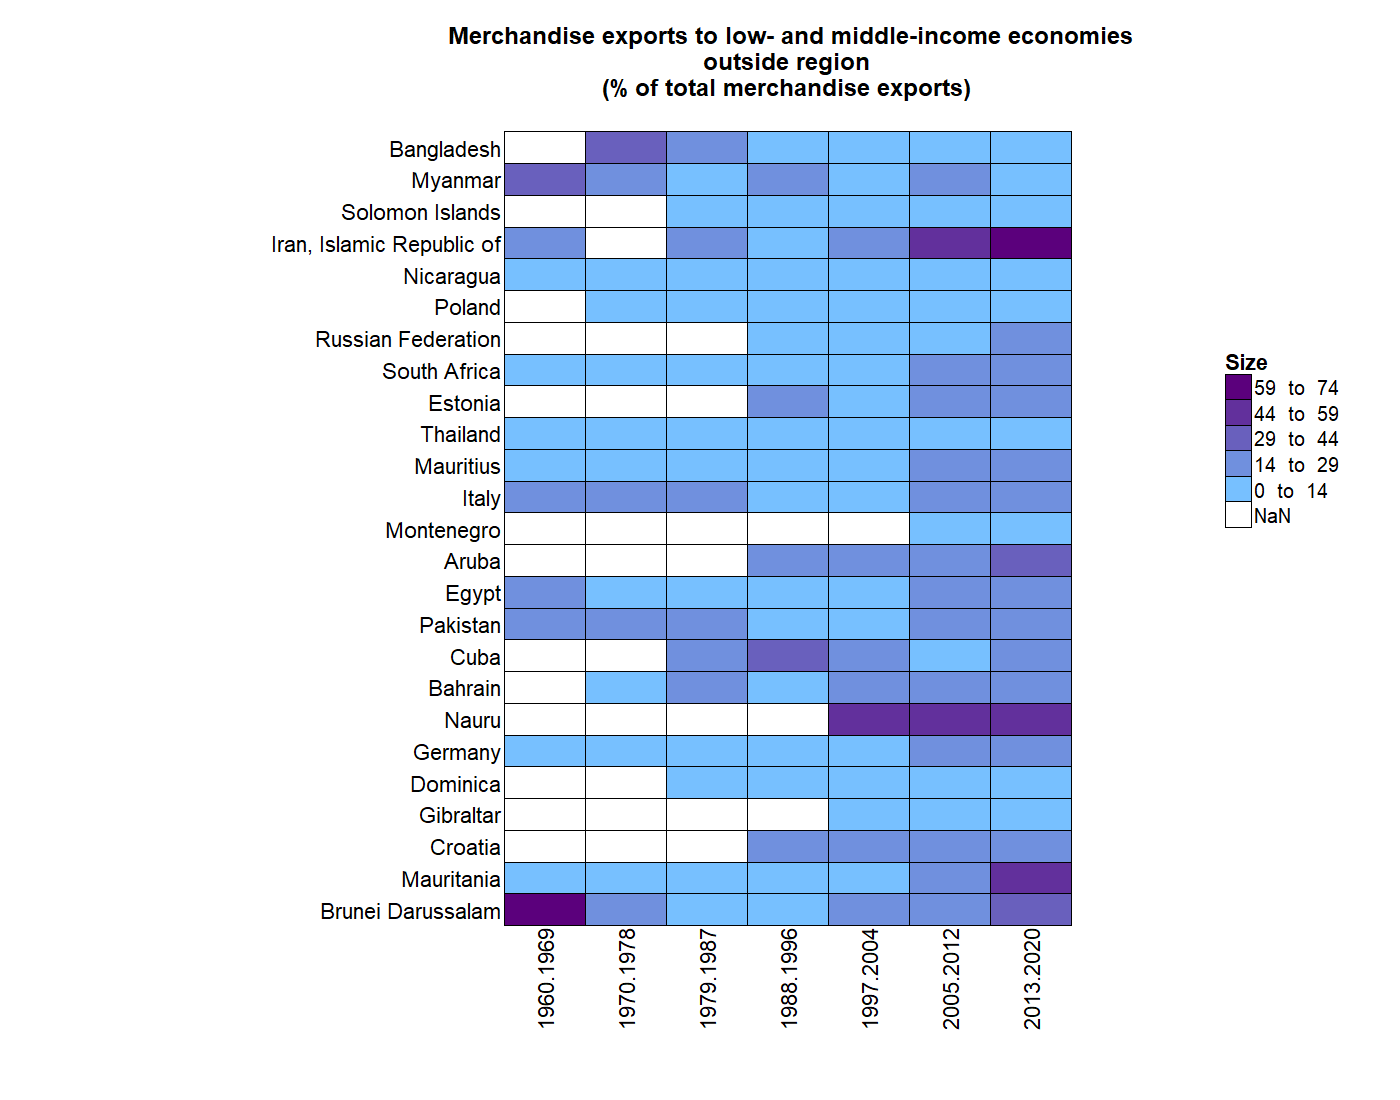 Merchandise exports to low- and middle-income economies
outside region
(% of total merchandise exports)
Bangladesh
Myanmar
Solomon Islands
Iran, Islamic Republic of
Nicaragua
Poland
Russian Federation
South Africa
Estonia
Thailand
Mauritius
Italy
Montenegro
Aruba
Egypt
Pakistan
Cuba
Bahrain
Nauru
Germany
Dominica
Gibraltar
Croatia
Mauritania
Brunei Darussalam
1960.1969
1970.1978
1979.1987
1988.1996
1997.2004
2005.2012
2013.2020
Size
59 to 74
44 to 59
29 to 44
14 to 29
0 to 14
NaN